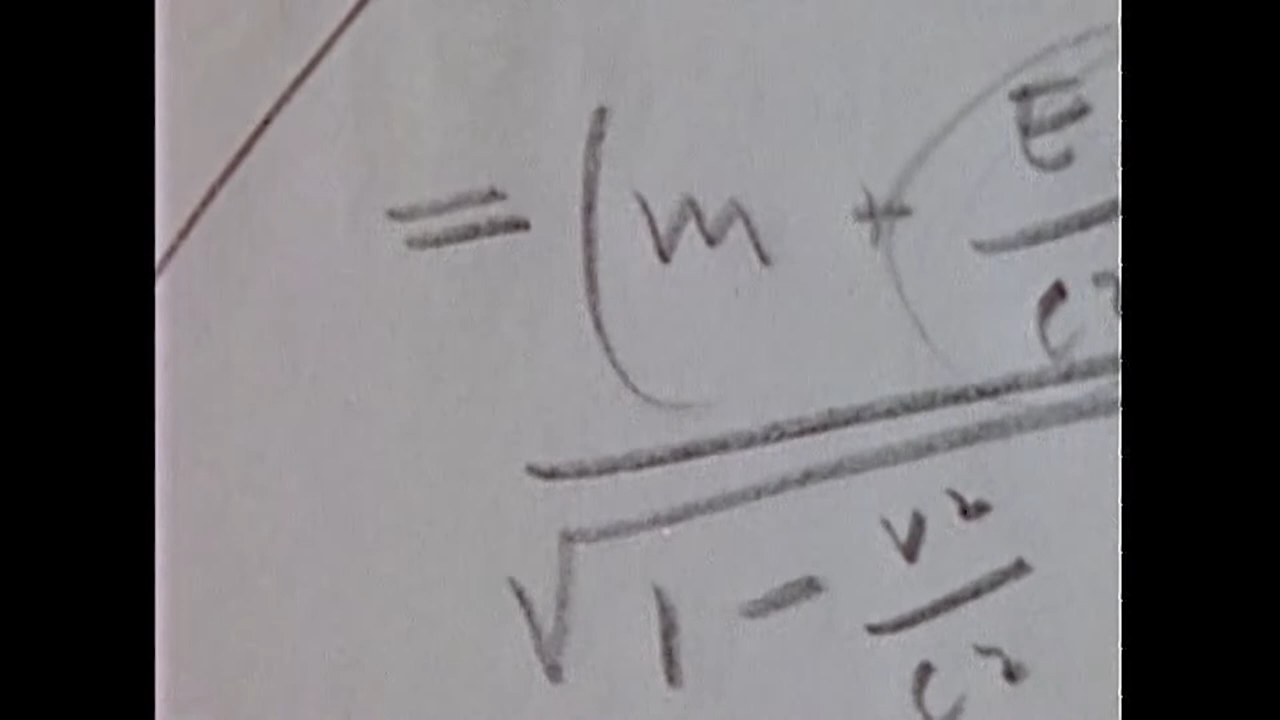 = (m + (E/c²
√1 - v²/c²